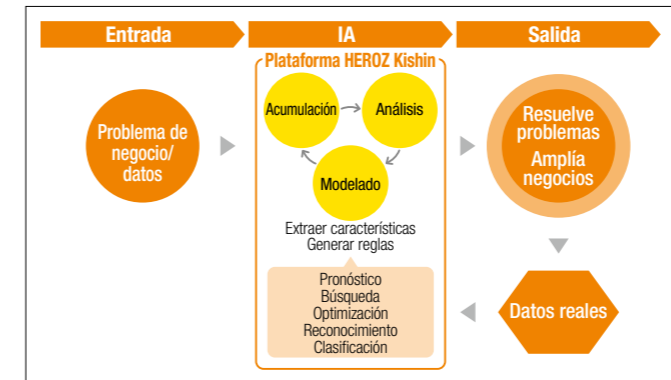 Entrada
IA
Salida
Plataforma HEROZ Kishin
Problema de
negocio/
datos
Acumulación
Análisis
Modelado
Extraer características
Generar reglas
Pronóstico
Búsqueda
Optimización
Reconocimiento
Clasificación
Resuelve
problemas
Amplía
negocios
Datos reales